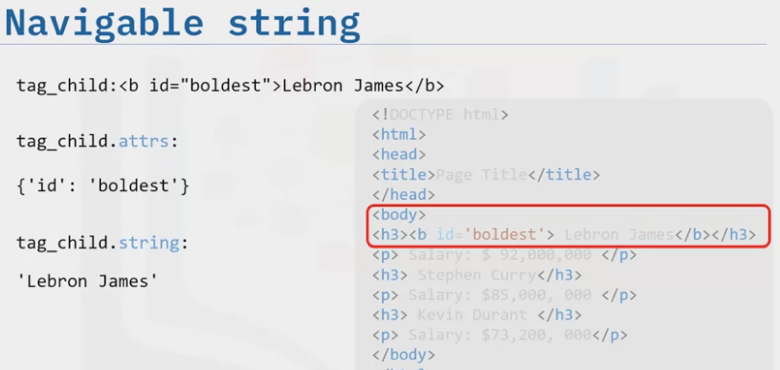 Navigable string
tag_child:<b id="boldest">Lebron James</b>
tag_child.attrs:
{'id': 'boldest'}
tag_child.string:
'Lebron James'
<!DOCTYPE html>
<html>
<head>
<title>Page Title</title>
</head>
<body>
<h3><b id='boldest'> Lebron James</b></h3>
<p> Salary: $ 92,000,000 </p>
<h3> Stephen Curry</h3>
<p> Salary: $85,000, 000 </p>
<h3> Kevin Durant </h3>
<p> Salary: $73,200, 000</p>
</body>